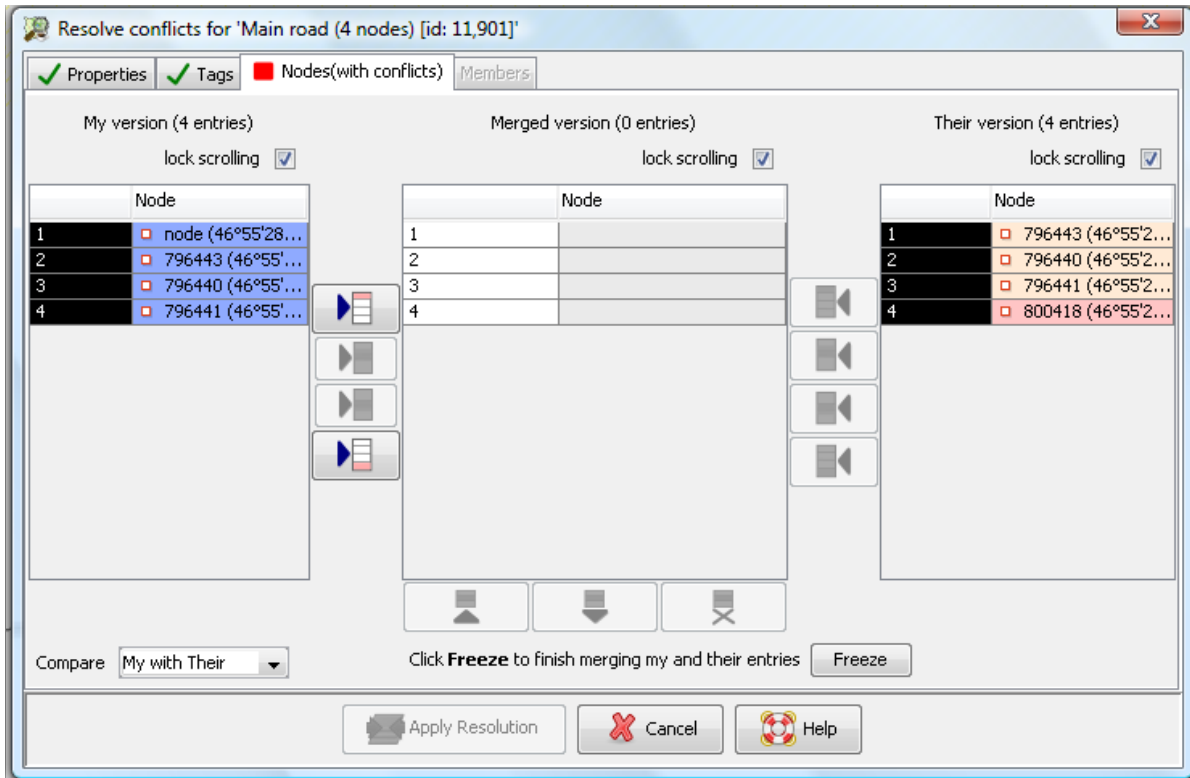 Resolve conflicts for 'Main road (4 nodes) [id: 11,901]'
Properties Tags Nodes(with conflicts) Members
My version (4 entries) Merged version (0 entries) Their version (4 entries)
lock scrolling lock scrolling lock scrolling
Node Node Node
1 node (46°55'28... 1 1 796443 (46°55'2...
2 796443 (46°55'... 2 2 796440 (46°55'2...
3 796440 (46°55'... 3 3 796441 (46°55'2...
4 796441 (46°55'... 4 4 800418 (46°55'2...
Compare My with Their Click Freeze to finish merging my and their entries Freeze
Apply Resolution Cancel Help